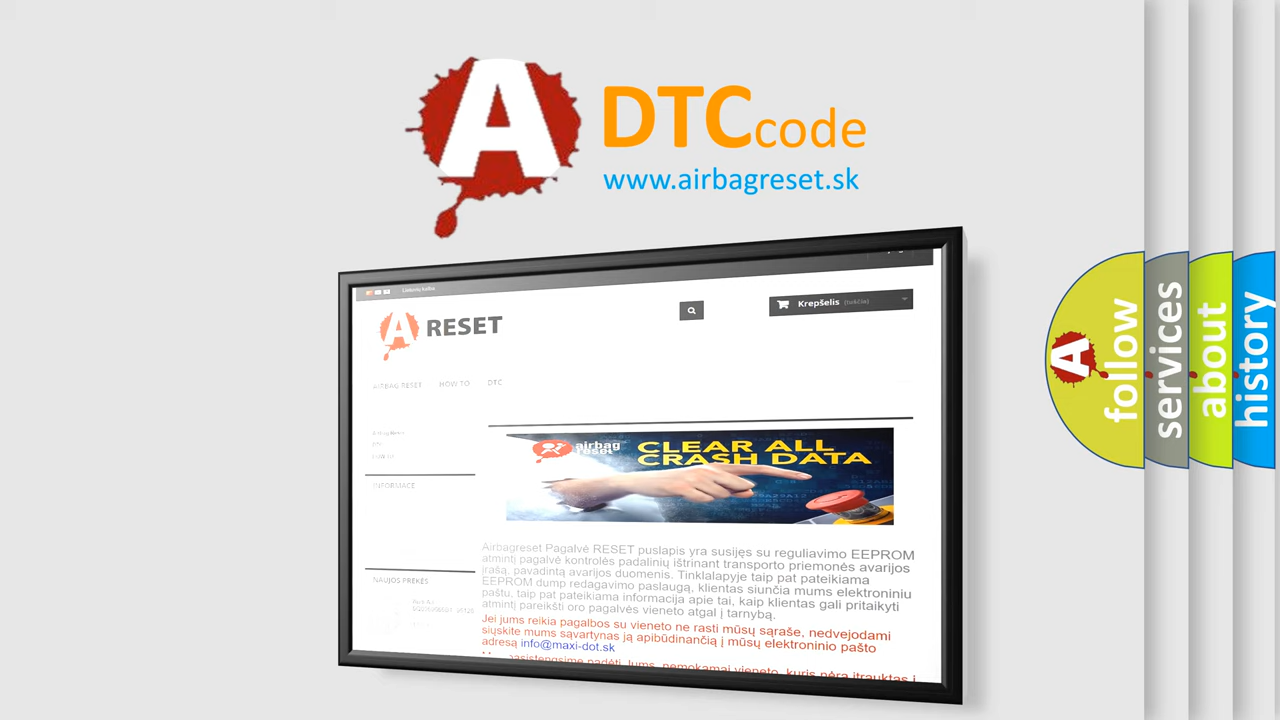 A DTCcode
www.airbagreset.sk
Lietuvių kalba
A RESET
Krepšelis (tuščia)
AIRBAG RESET HOW TO DTC
airbag reset
CLEAR ALL
CRASH DATA
INFORMACE
Airbagreset Pagalvė RESET puslapis yra susijęs su reguliavimo EEPROM
atmintį pagalvė kontrolės padalinių ištrinant transporto priemonės avarijos
įrašą, pavadintą avarijos duomenis. Tinklalapyje taip pat pateikiama
EEPROM dump redagavimo paslaugą, klientas siunčia mums elektroniniu
paštu, taip pat pateikiama informacija apie tai, kaip klientas gali pritaikyti
atmintį pareikšti oro pagalvės vieneto atgal į tarnybą.
Jei jums reikia pagalbos su vieneto ne rasti mūsų sąraše, nedvejodami
siųskite mums sąvartynas ją apibūdinančią į mūsų elektroninio pašto
adresą info@maxi-dot.sk
NAUJOS PREKĖS
A follow
services
about
history